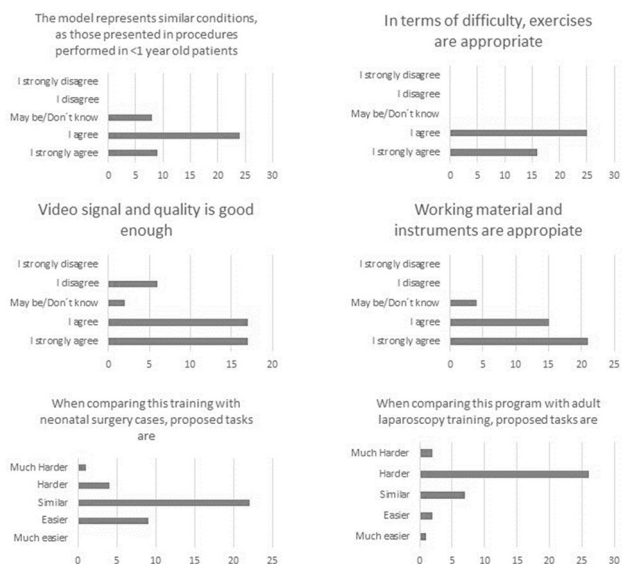 The model represents similar conditions,
as those presented in procedures
performed in <1 year old patients
I strongly disagree
I disagree
May be/Don´t know
I agree
I strongly agree
0 5 10 15 20 25 30
In terms of difficulty, exercises
are appropriate
I strongly disagree
I disagree
May be/Don´t know
I agree
I strongly agree
0 5 10 15 20 25 30
Video signal and quality is good
enough
I strongly disagree
I disagree
May be/Don´t know
I agree
I strongly agree
0 5 10 15 20
Working material and
instruments are appropiate
I strongly disagree
I disagree
May be/Don´t know
I agree
I strongly agree
0 5 10 15 20 25
When comparing this training with
neonatal surgery cases, proposed tasks
are
Much Harder
Harder
Similar
Easier
Much easier
0 5 10 15 20 25
When comparing this program with adult
laparoscopy training, proposed tasks are
Much Harder
Harder
Similar
Easier
Much easier
0 5 10 15 20 25 30